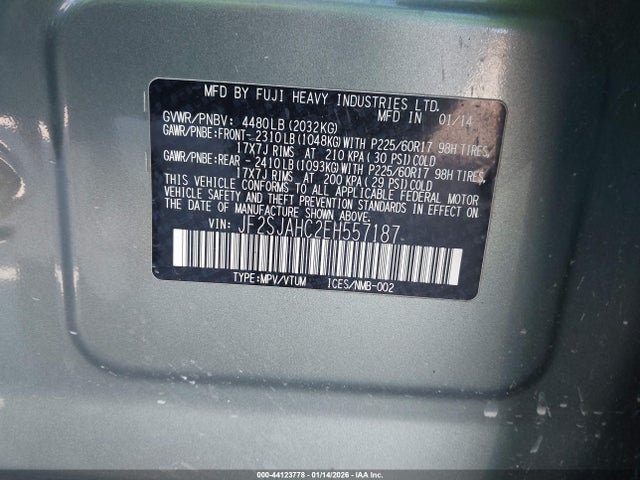 MFD BY FUJI HEAVY INDUSTRIES LTD.
MFD IN 01/14
GVWR/PNBV: 4480LB(2032KG)
GAWR/PNBE:FRONT-2310LB(1048KG)WITH P225/60R17 98H TIRES,
17X7J RIMS AT 210 KPA(30 PSI)COLD
GAWR/PNBE:REAR -2410LB(1093KG)WITH P225/60R17 98H TIRES,
17X7J RIMS AT 200 KPA(29 PSI)COLD
THIS VEHICLE CONFORMS TO ALL APPLICABLE FEDERAL MOTOR
VEHICLE SAFETY AND THEFT PREVENTION STANDARDS IN EFFECT ON
THE DATE OF MANUFACTURE SHOWN ABOVE.
VIN: JF2SJAHC2EH557187
TYPE:MPV/VTUM ICES/NMB-002
000-44123778 - 01/14/2026 - IAA Inc.